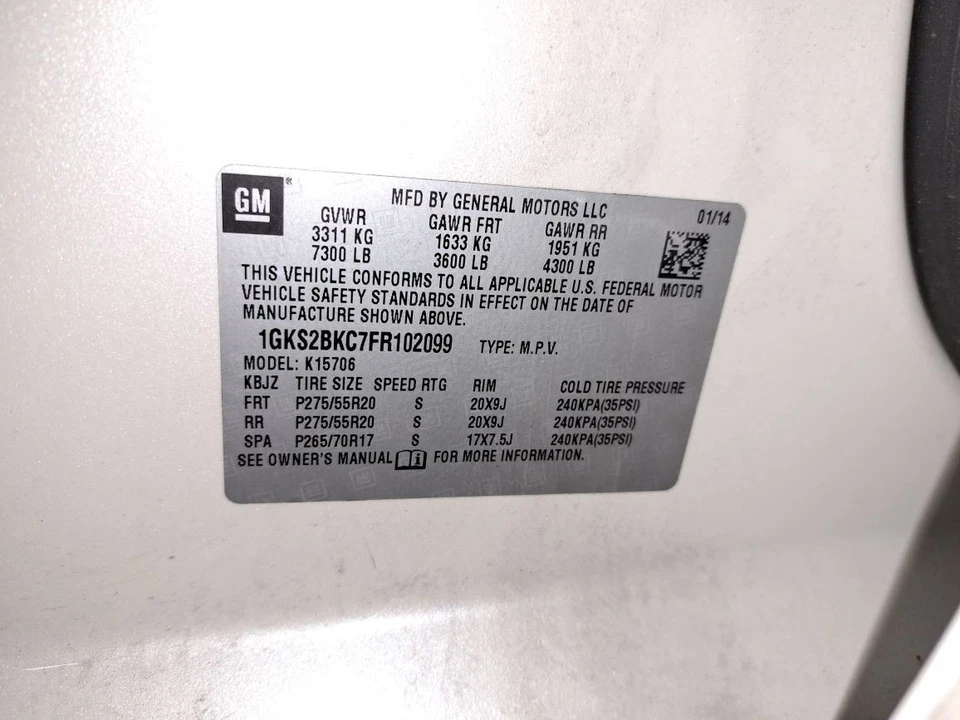 GM®
MFD BY GENERAL MOTORS LLC 01/14
GVWR GAWR FRT GAWR RR
3311 KG 1633 KG 1951 KG
7300 LB 3600 LB 4300 LB
THIS VEHICLE CONFORMS TO ALL APPLICABLE U.S. FEDERAL MOTOR
VEHICLE SAFETY STANDARDS IN EFFECT ON THE DATE OF
MANUFACTURE SHOWN ABOVE.
1GKS2BKC7FR102099 TYPE: M.P.V.
MODEL: K15706
KBJZ TIRE SIZE SPEED RTG RIM COLD TIRE PRESSURE
FRT P275/55R20 S 20X9J 240KPA(35PSI)
RR P275/55R20 S 20X9J 240KPA(35PSI)
SPA P265/70R17 S 17X7.5J 240KPA(35PSI)
SEE OWNER'S MANUAL FOR MORE INFORMATION.